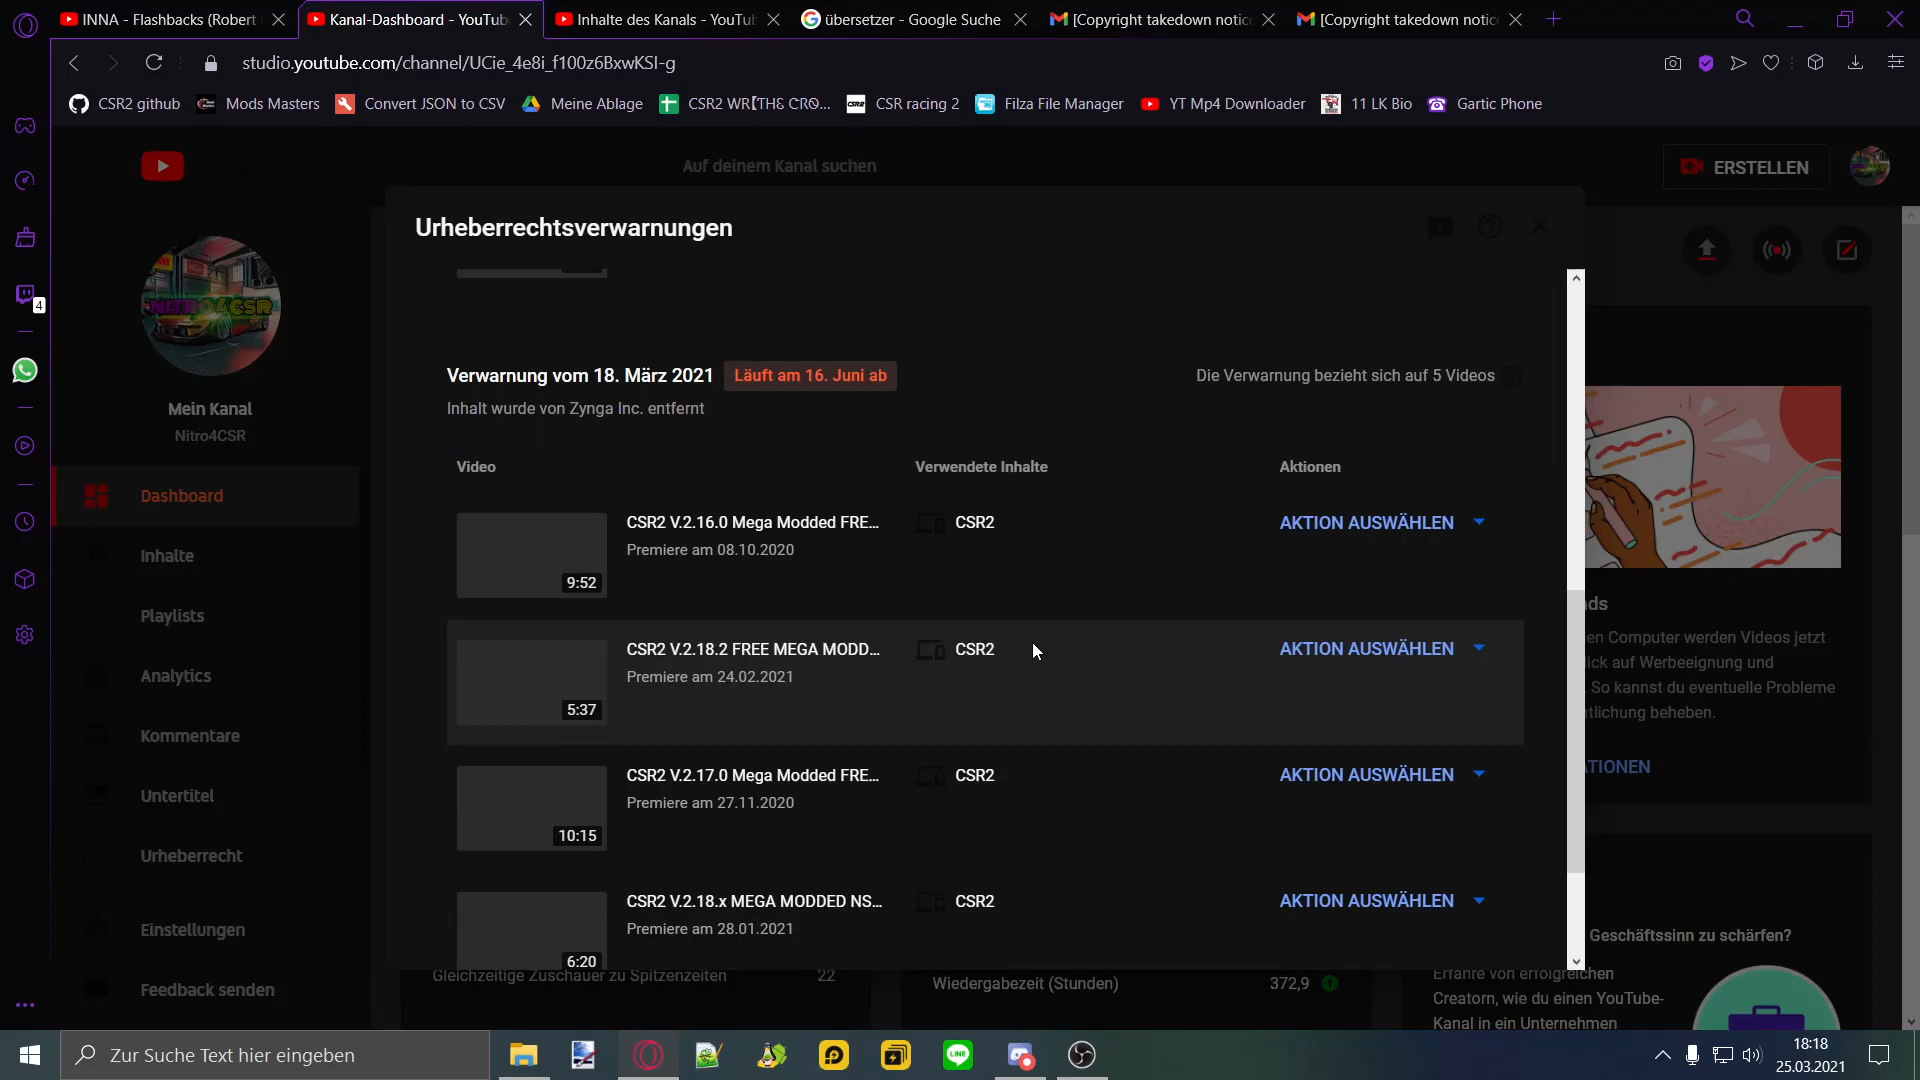 INNA - Flashbacks (Robert
Kanal-Dashboard - YouTub
Inhalte des Kanals - YouTu
übersetzer - Google Suche
[Copyright takedown notic
[Copyright takedown notic
studio.youtube.com/channel/UCie_4e8i_f100z6BxwKSI-g
CSR2 github
Mods Masters
Convert JSON to CSV
Meine Ablage
CSR racing 2
Filza File Manager
YT Mp4 Downloader
11 LK Bio
Gartic Phone
Auf deinem Kanal suchen
ERSTELLEN
4
NITRO4CSR
Mein Kanal
Nitro4CSR
Dashboard
Inhalte
Playlists
Analytics
Kommentare
Untertitel
Urheberrecht
Einstellungen
Feedback senden
Urheberrechtsverwarnungen
Verwarnung vom 18. März 2021
Läuft am 16. Juni ab
Die Verwarnung bezieht sich auf 5 Videos
Inhalt wurde von Zynga Inc. entfernt
Video
Verwendete Inhalte
Aktionen
CSR2 V.2.16.0 Mega Modded FRE...
Premiere am 08.10.2020
9:52
CSR2
AKTION AUSWÄHLEN
CSR2 V.2.18.2 FREE MEGA MODD...
Premiere am 24.02.2021
5:37
CSR2
AKTION AUSWÄHLEN
CSR2 V.2.17.0 Mega Modded FRE...
Premiere am 27.11.2020
10:15
CSR2
AKTION AUSWÄHLEN
CSR2 V.2.18.x MEGA MODDED NS...
Premiere am 28.01.2021
6:20
CSR2
AKTION AUSWÄHLEN
Gleichzeitige Zuschauer zu Spitzenzeiten
22
Wiedergabezeit (Stunden)
372,9
en Computer werden Videos jetzt
ick auf Werbeeignung und
So kannst du eventuelle Probleme
tlichung beheben.
TIONEN
Geschäftssinn zu schärfen?
Erfahre von erfolgreichen
Creatorn, wie du einen YouTube-
Kanal in ein Unternehmen
Zur Suche Text hier eingeben
18:18
25.03.2021